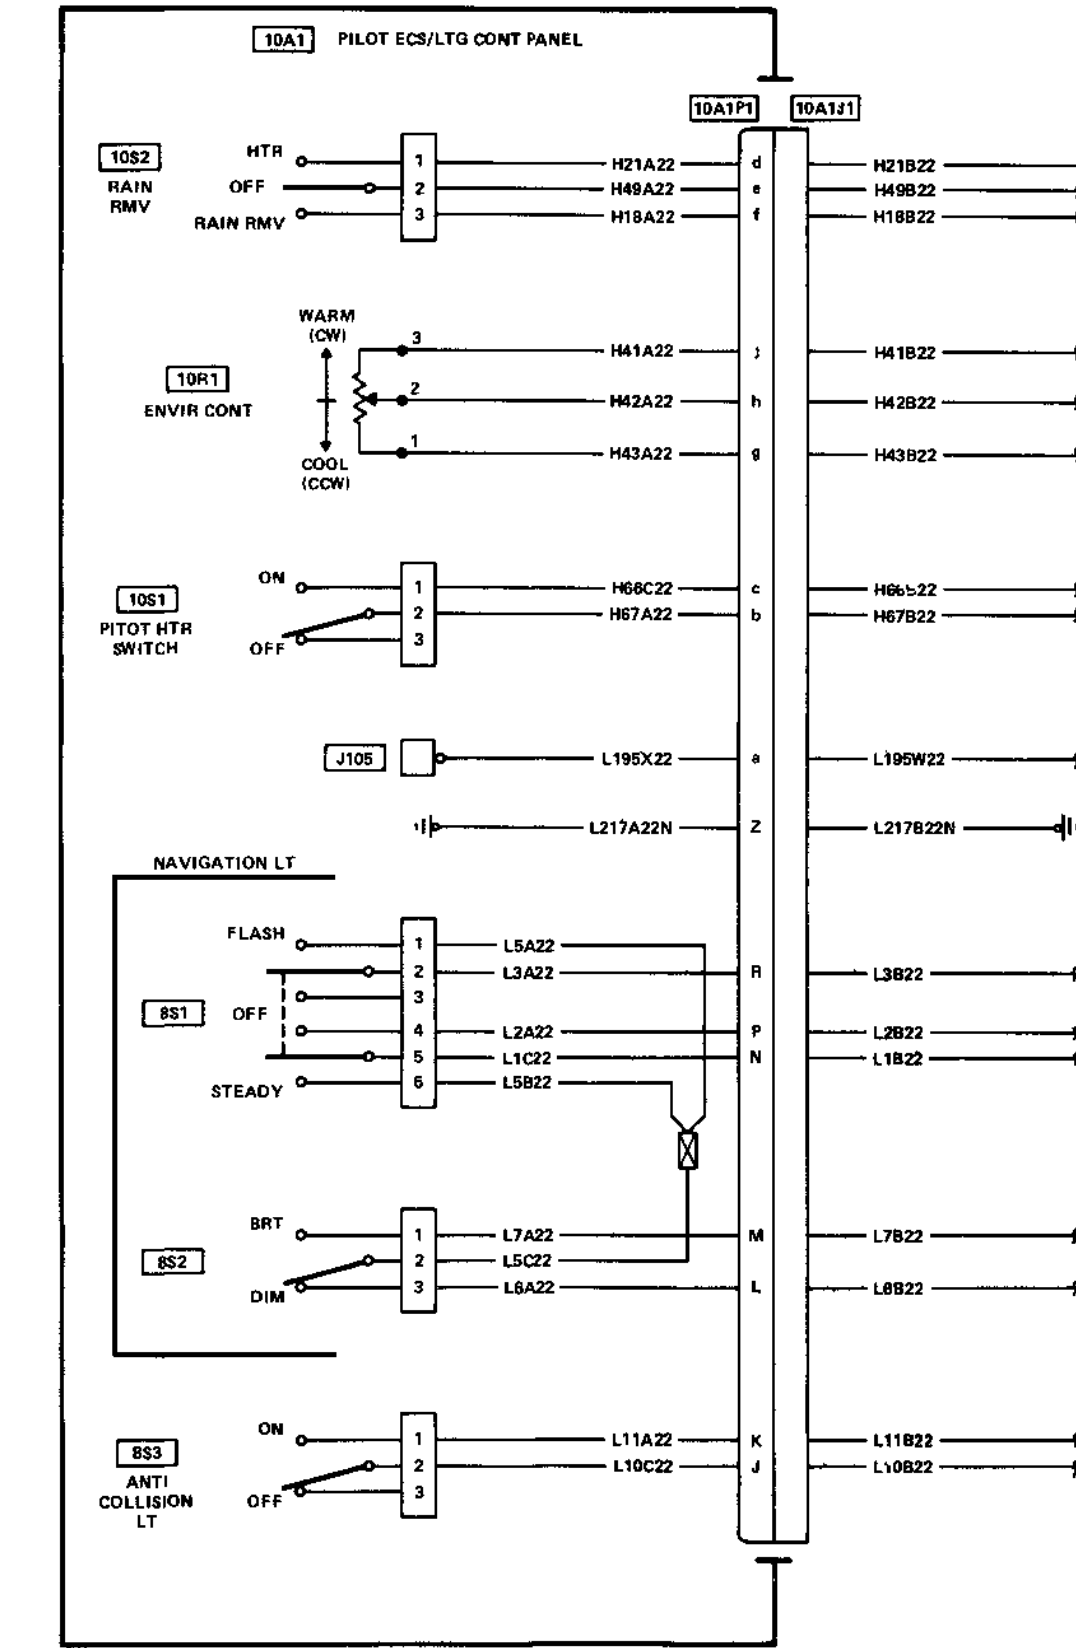 10A1 PILOT ECS/LTG CONT PANEL
10A1P1 10A1J1
10S2
RAIN
RMV
HTR 1 H21A22 d H21B22
OFF 2 H49A22 e H49B22
RAIN RMV 3 H18A22 f H18B22
WARM
(CW)
10R1
ENVIR CONT
3 H41A22 j H41B22
2 H42A22 h H42B22
1 H43A22 g H43B22
COOL
(CCW)
10S1
PITOT HTR
SWITCH
ON 1 H66C22 c
2 H67A22 b H67B22
OFF 3
J105 L195X22 a L195W22
L217A22N Z L217B22N
NAVIGATION LT
8S1
FLASH 1 L5A22
2 L3A22 R L3B22
OFF 3
4 L2A22 P L2B22
5 L1C22 N L1B22
STEADY 6 L5B22
8S2
BRT 1 L7A22 M L7B22
2 L5C22
DIM 3 L6A22 L L6B22
8S3
ANTI
COLLISION
LT
ON 1 L11A22 K L11B22
2 L10C22 J L10B22
OFF 3